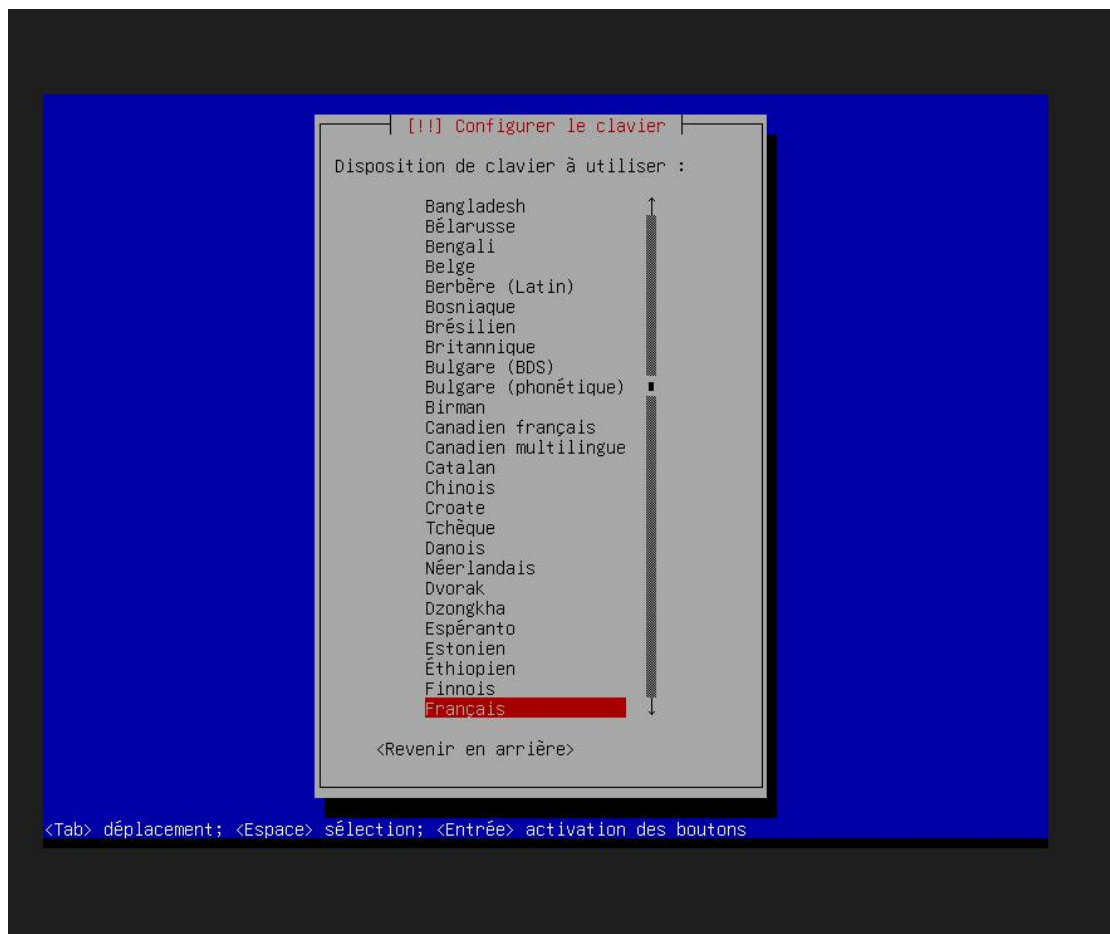 [!!] Configurer le clavier
Disposition de clavier à utiliser :
Bangladesh
Bélarusse
Bengali
Belge
Berbère (Latin)
Bosniaque
Brésilien
Britannique
Bulgare (BDS)
Bulgare (phonétique)
Birman
Canadien français
Canadien multilingue
Catalan
Chinois
Croate
Tchèque
Danois
Néerlandais
Dvorak
Dzongkha
Espéranto
Estonien
Éthiopien
Finnois
Français
<Revenir en arrière>
<Tab> déplacement; <Espace> sélection; <Entrée> activation des boutons